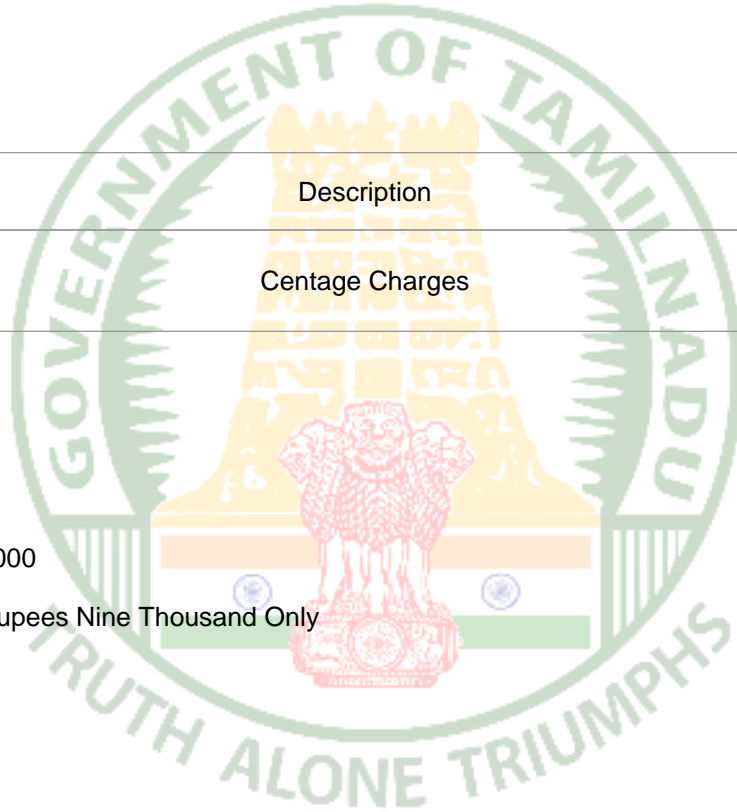 GOVERNMENT OF TAMILNADU
Description
Centage Charges
000
upees Nine Thousand Only
TRUTH ALONE TRIUMPHS